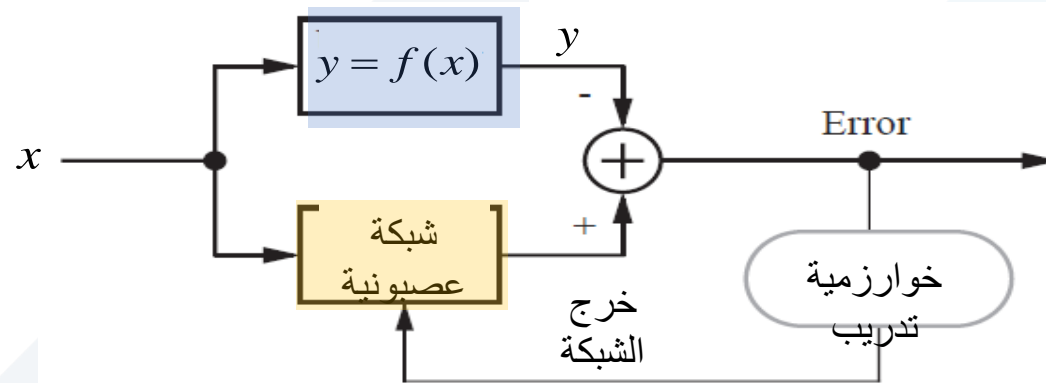 y = f(x)
y
-
Error
x
+
+
شبكة
عصبونية
خرج
الشبكة
خوارزمية
تدريب